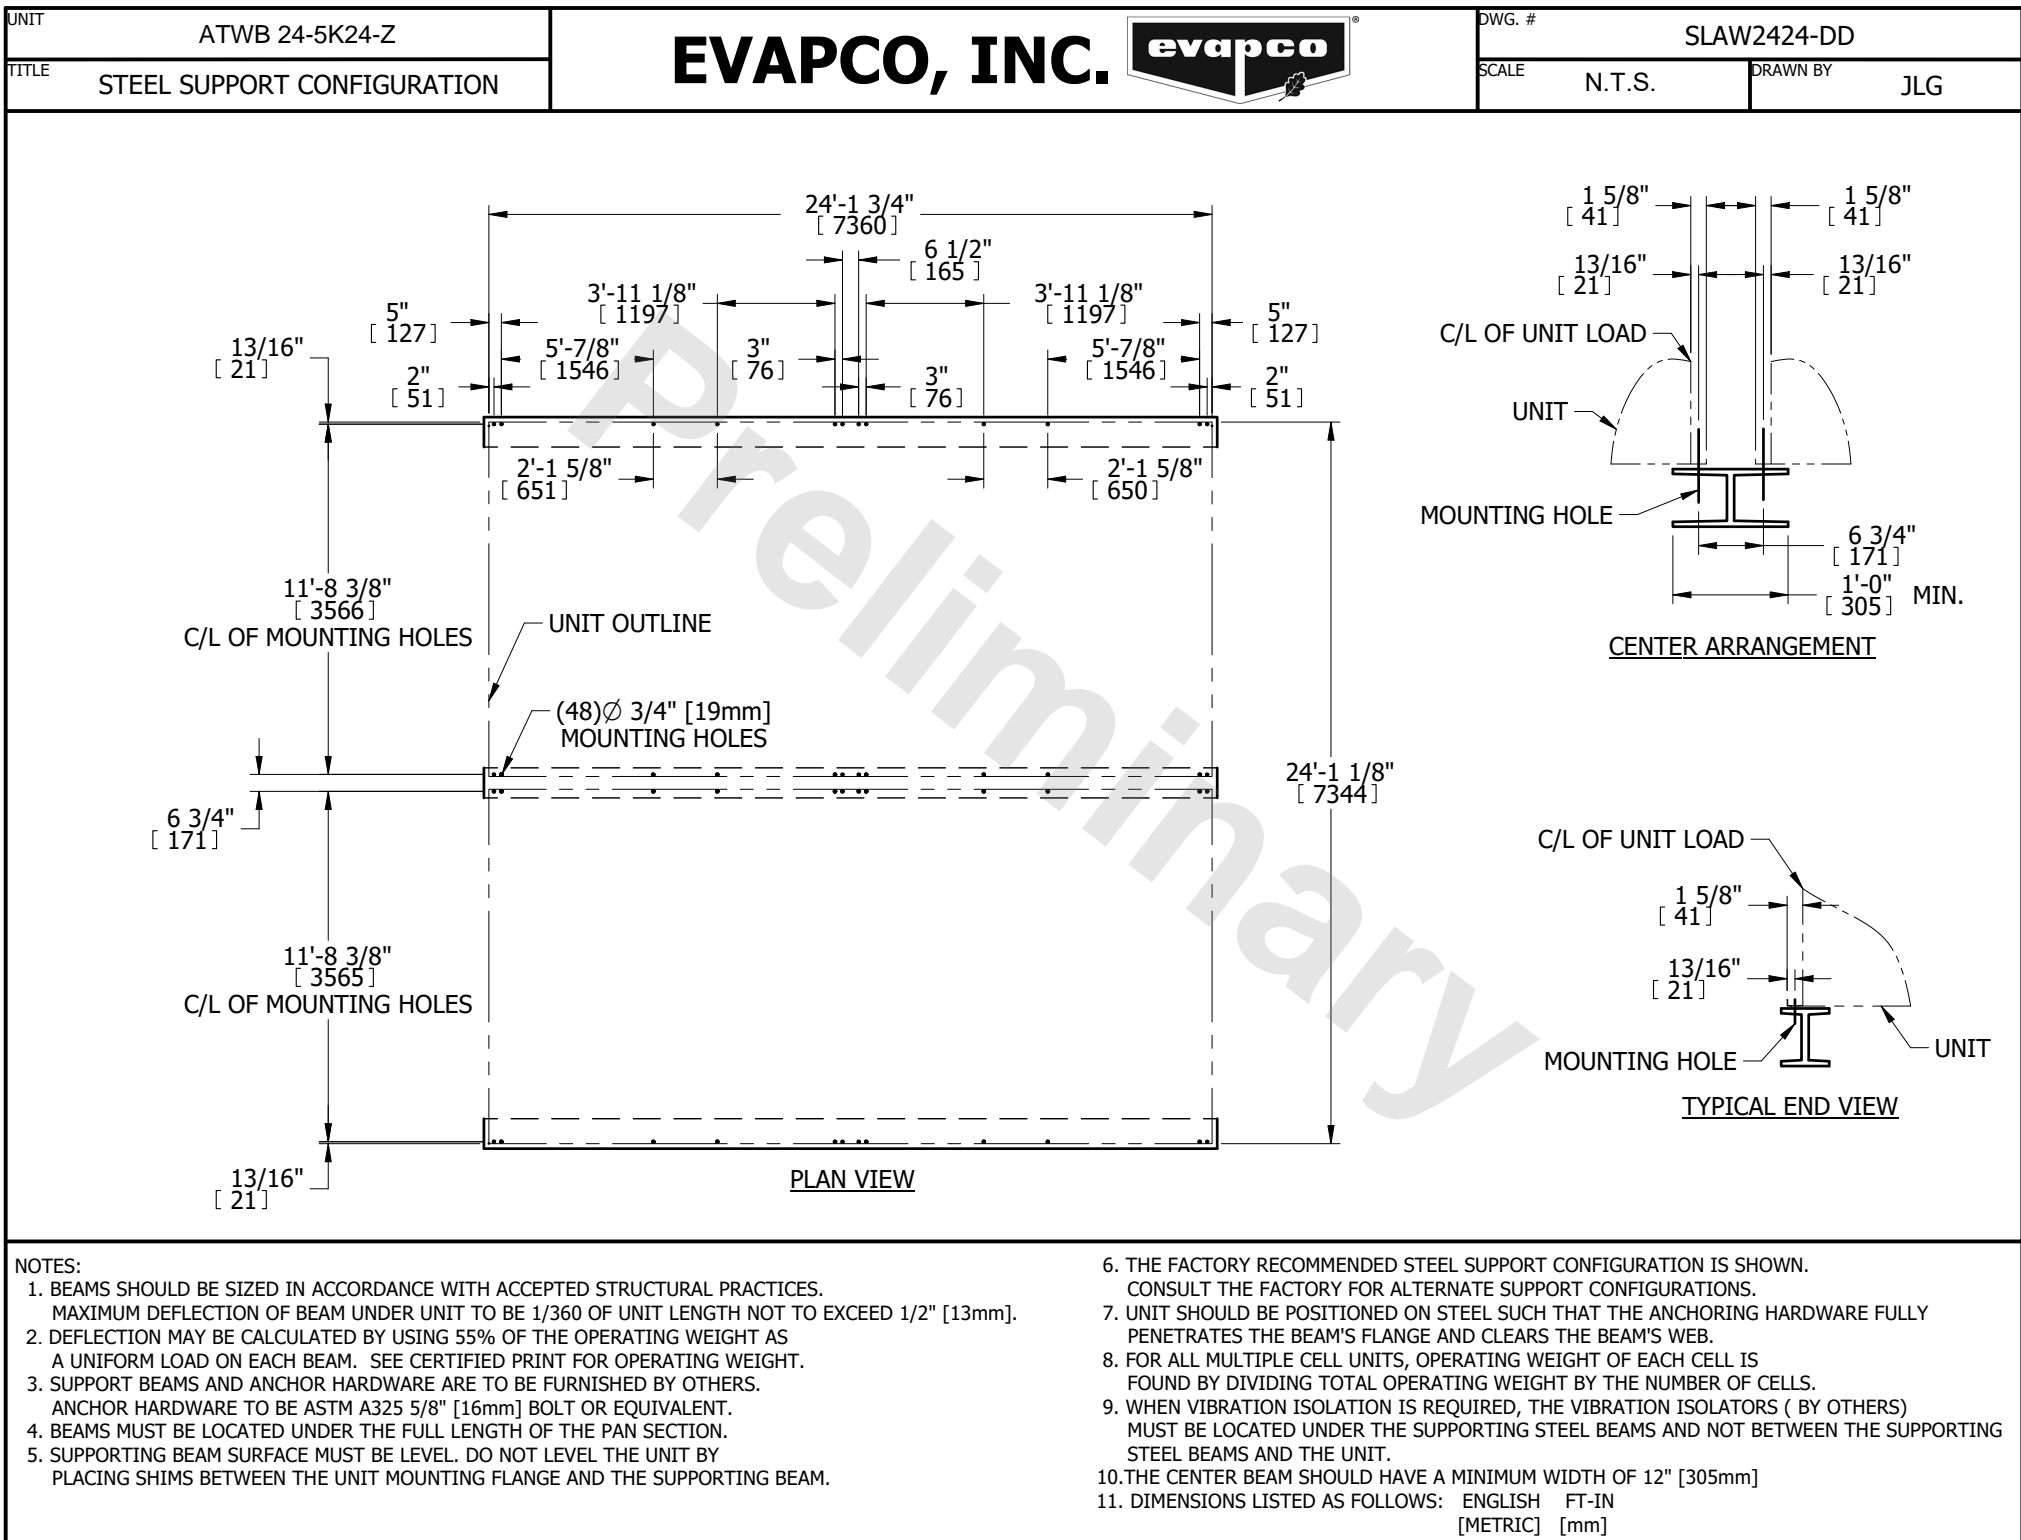 UNIT
ATWB 24-5K24-Z
TITLE
STEEL SUPPORT CONFIGURATION
EVAPCO, INC.
evapco®
DWG. #
SLAW2424-DD
SCALE
N.T.S.
DRAWN BY
JLG
24'-1 3/4"
[ 7360 ]
6 1/2"
[ 165 ]
3'-11 1/8"
[ 1197 ]
3'-11 1/8"
[ 1197 ]
5"
[ 127 ]
5"
[ 127 ]
13/16"
[ 21 ]
5'-7/8"
[ 1546 ]
3"
[ 76 ]
5'-7/8"
[ 1546 ]
2"
[ 51 ]
3"
[ 76 ]
2"
[ 51 ]
2'-1 5/8"
[ 651 ]
2'-1 5/8"
[ 650 ]
11'-8 3/8"
[ 3566 ]
C/L OF MOUNTING HOLES
UNIT OUTLINE
(48)Ø 3/4" [19mm]
MOUNTING HOLES
6 3/4"
[ 171 ]
24'-1 1/8"
[ 7344 ]
11'-8 3/8"
[ 3565 ]
C/L OF MOUNTING HOLES
13/16"
[ 21 ]
PLAN VIEW
Preliminary
1 5/8"
[ 41 ]
1 5/8"
[ 41 ]
13/16"
[ 21 ]
13/16"
[ 21 ]
C/L OF UNIT LOAD
UNIT
MOUNTING HOLE
6 3/4"
[ 171 ]
1'-0"
[ 305 ] MIN.
CENTER ARRANGEMENT
C/L OF UNIT LOAD
1 5/8"
[ 41 ]
13/16"
[ 21 ]
MOUNTING HOLE
UNIT
TYPICAL END VIEW
NOTES:
1. BEAMS SHOULD BE SIZED IN ACCORDANCE WITH ACCEPTED STRUCTURAL PRACTICES.
MAXIMUM DEFLECTION OF BEAM UNDER UNIT TO BE 1/360 OF UNIT LENGTH NOT TO EXCEED 1/2" [13mm].
2. DEFLECTION MAY BE CALCULATED BY USING 55% OF THE OPERATING WEIGHT AS
A UNIFORM LOAD ON EACH BEAM. SEE CERTIFIED PRINT FOR OPERATING WEIGHT.
3. SUPPORT BEAMS AND ANCHOR HARDWARE ARE TO BE FURNISHED BY OTHERS.
ANCHOR HARDWARE TO BE ASTM A325 5/8" [16mm] BOLT OR EQUIVALENT.
4. BEAMS MUST BE LOCATED UNDER THE FULL LENGTH OF THE PAN SECTION.
5. SUPPORTING BEAM SURFACE MUST BE LEVEL. DO NOT LEVEL THE UNIT BY
PLACING SHIMS BETWEEN THE UNIT MOUNTING FLANGE AND THE SUPPORTING BEAM.
6. THE FACTORY RECOMMENDED STEEL SUPPORT CONFIGURATION IS SHOWN.
CONSULT THE FACTORY FOR ALTERNATE SUPPORT CONFIGURATIONS.
7. UNIT SHOULD BE POSITIONED ON STEEL SUCH THAT THE ANCHORING HARDWARE FULLY
PENETRATES THE BEAM'S FLANGE AND CLEARS THE BEAM'S WEB.
8. FOR ALL MULTIPLE CELL UNITS, OPERATING WEIGHT OF EACH CELL IS
FOUND BY DIVIDING TOTAL OPERATING WEIGHT BY THE NUMBER OF CELLS.
9. WHEN VIBRATION ISOLATION IS REQUIRED, THE VIBRATION ISOLATORS ( BY OTHERS)
MUST BE LOCATED UNDER THE SUPPORTING STEEL BEAMS AND NOT BETWEEN THE SUPPORTING
STEEL BEAMS AND THE UNIT.
10.THE CENTER BEAM SHOULD HAVE A MINIMUM WIDTH OF 12" [305mm]
11. DIMENSIONS LISTED AS FOLLOWS: ENGLISH FT-IN
[METRIC] [mm]